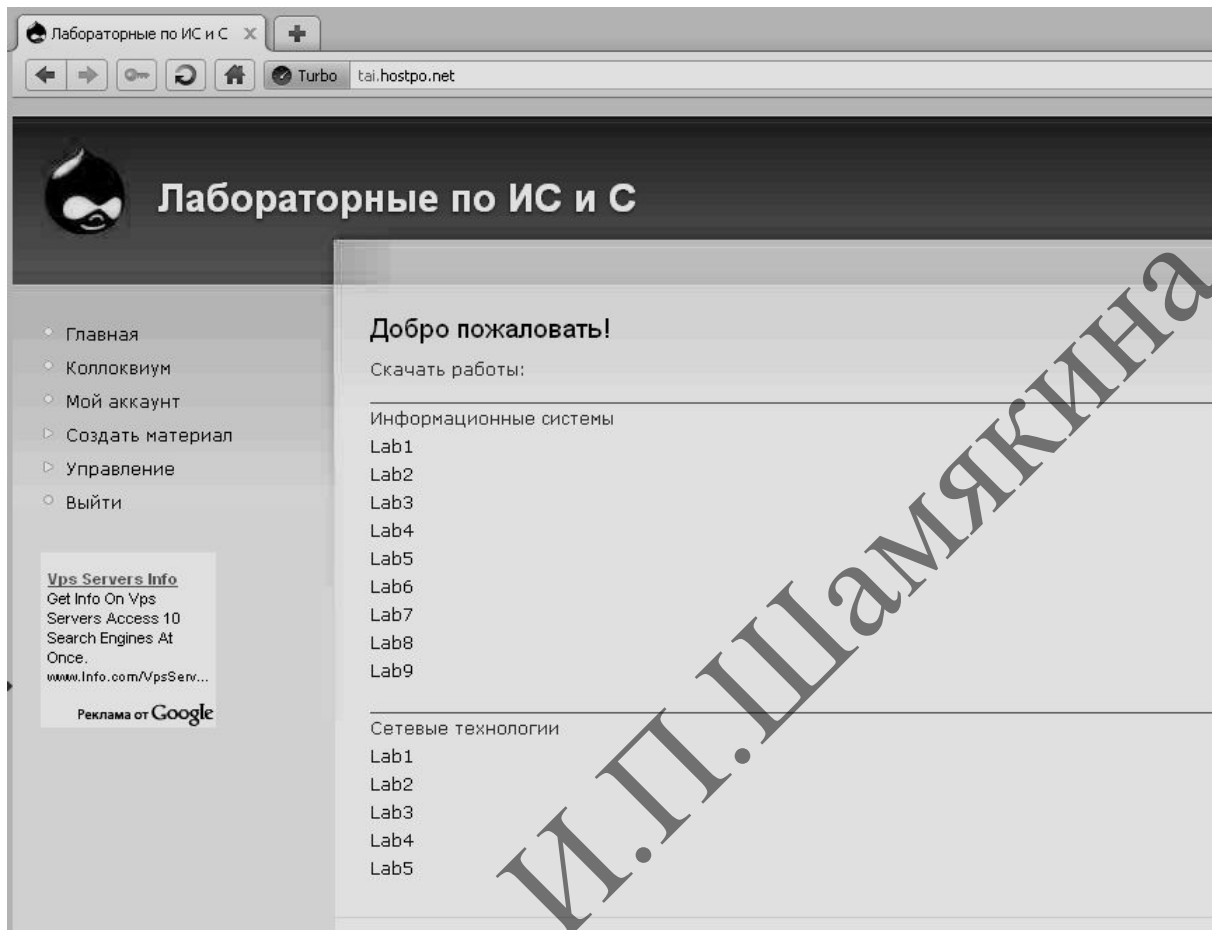 Лабораторные по ИС и С
Turbo
tai.hostpo.net
Лабораторные по ИС и С
Главная
Коллоквиум
Мой аккаунт
Создать материал
Управление
Выйти
Vps Servers Info
Get Info On Vps
Servers Access 10
Search Engines At
Once.
www.Info.com/VpsServ...
Реклама от Google
Добро пожаловать!
Скачать работы:
Информационные системы
Lab1
Lab2
Lab3
Lab4
Lab5
Lab6
Lab7
Lab8
Lab9
Сетевые технологии
Lab1
Lab2
Lab3
Lab4
Lab5
И.П.Шамякина